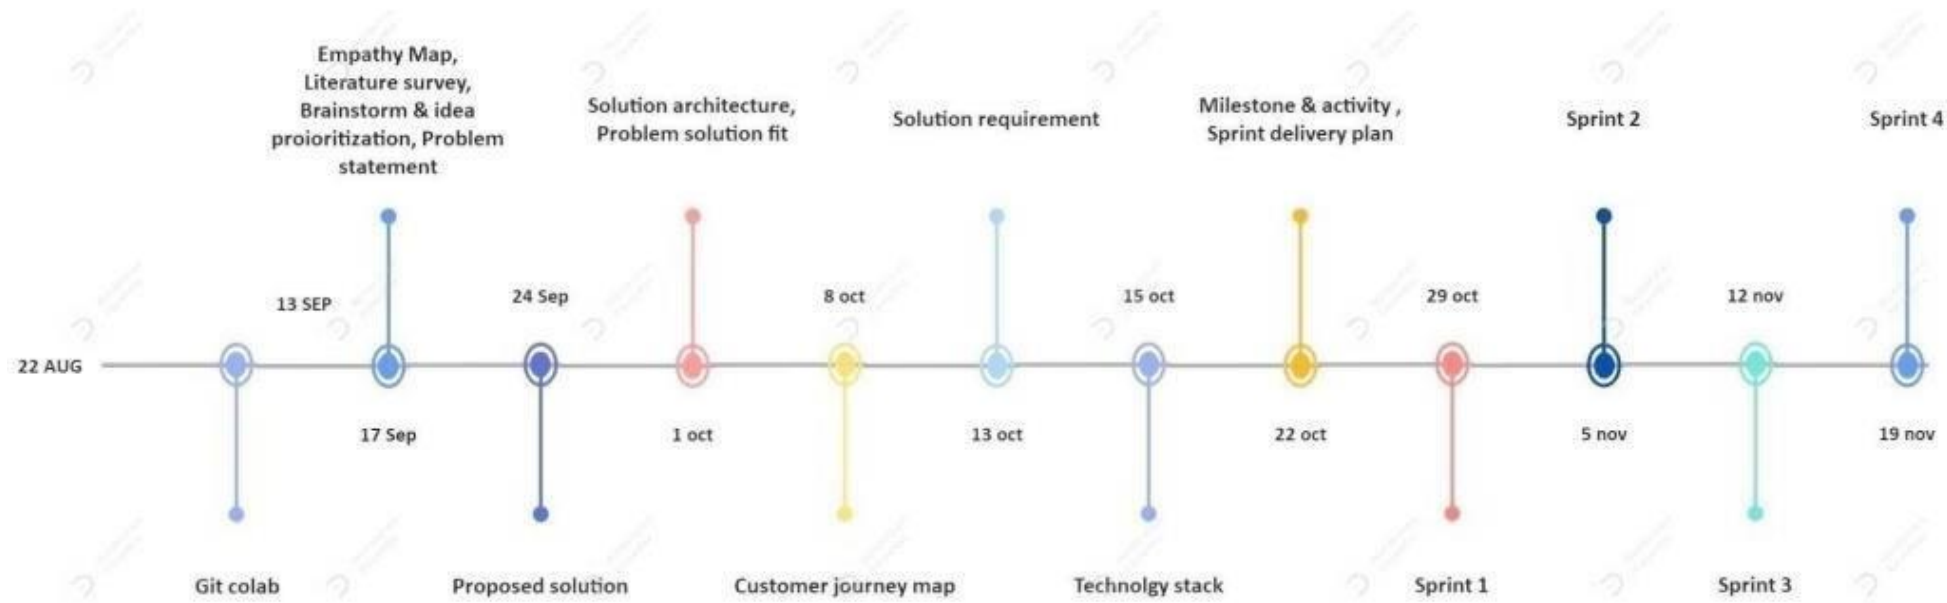 Empathy Map,
Literature survey,
Brainstorm & idea
proioritization, Problem
statement
Solution architecture,
Problem solution fit
Solution requirement
Milestone & activity ,
Sprint delivery plan
Sprint 2
Sprint 4
13 SEP
24 Sep
8 oct
15 oct
29 oct
12 nov
22 AUG
17 Sep
1 oct
13 oct
22 oct
5 nov
19 nov
Git colab
Proposed solution
Customer journey map
Technolgy stack
Sprint 1
Sprint 3